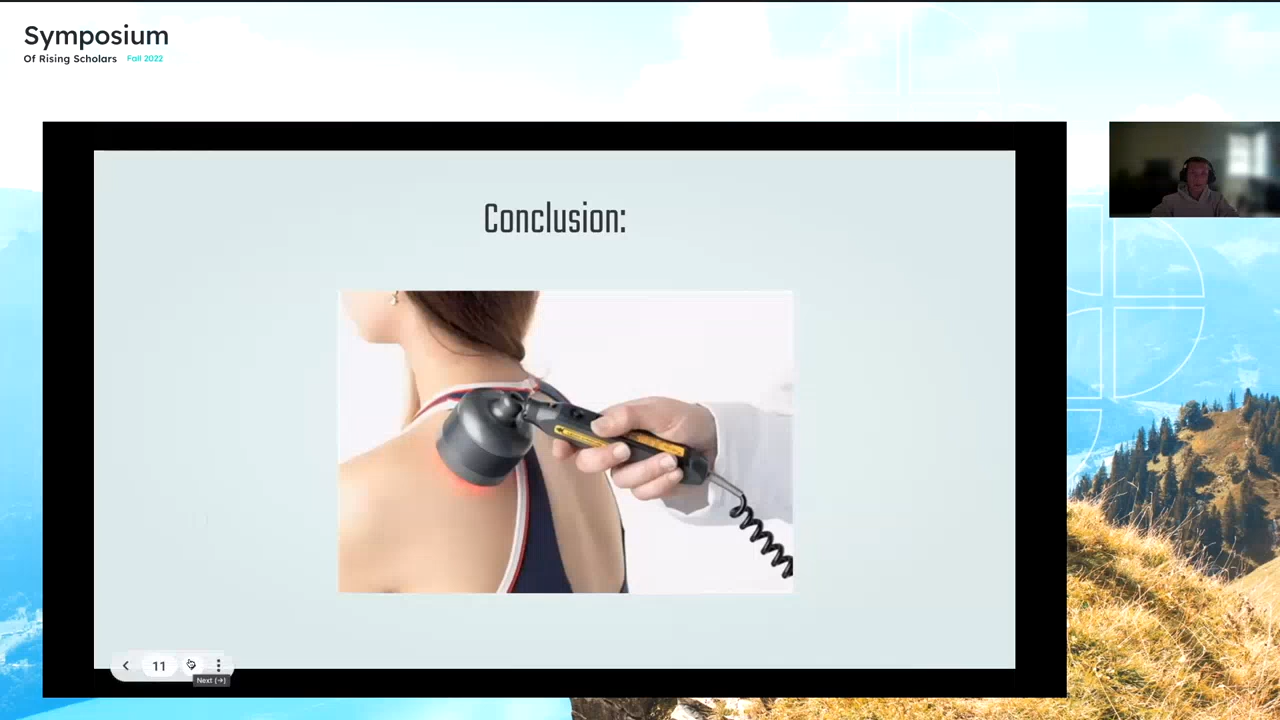 Symposium
Of Rising Scholars Fall 2022
Conclusion:
11
Next (→)